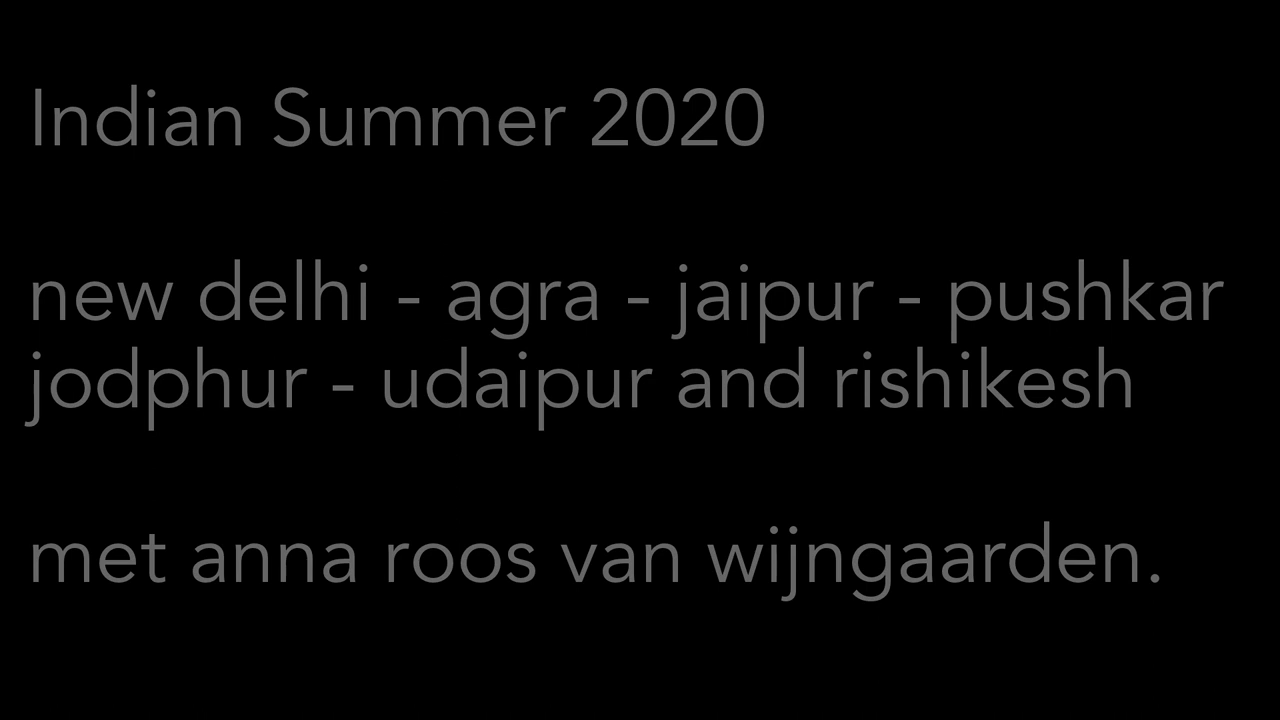 Indian Summer 2020
new delhi - agra - jaipur - pushkar
jodphur - udaipur and rishikesh
met anna roos van wijngaarden.